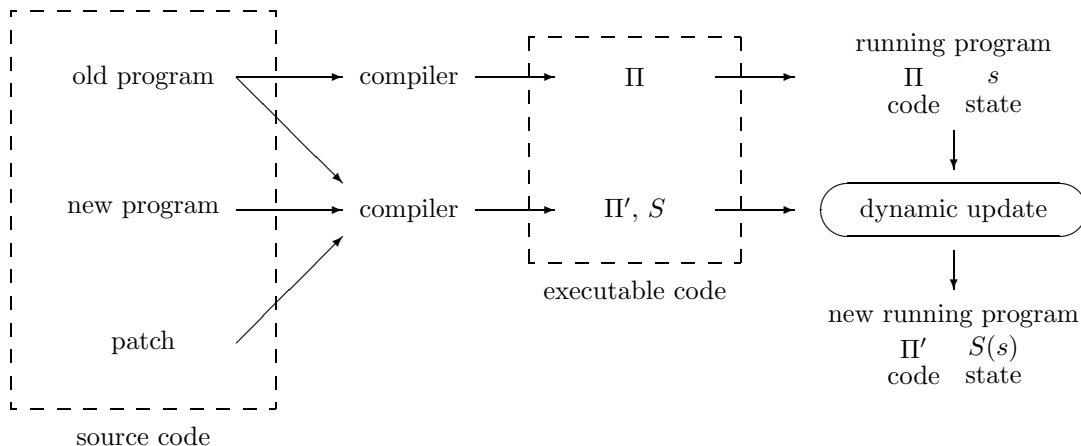 running program
old program
compiler
Π
Π s
code state
new program
compiler
Π′, S
dynamic update
executable code
new running program
patch
Π′ S(s)
code state
source code